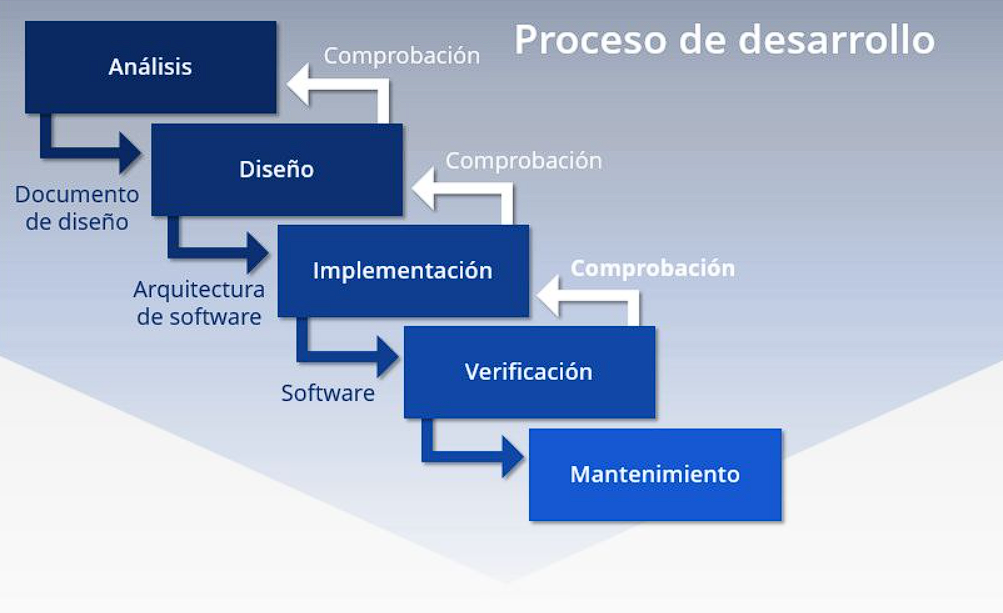 Proceso de desarrollo
Análisis
Comprobación
Diseño
Comprobación
Documento
de diseño
Implementación
Comprobación
Arquitectura
de software
Verificación
Software
Mantenimiento